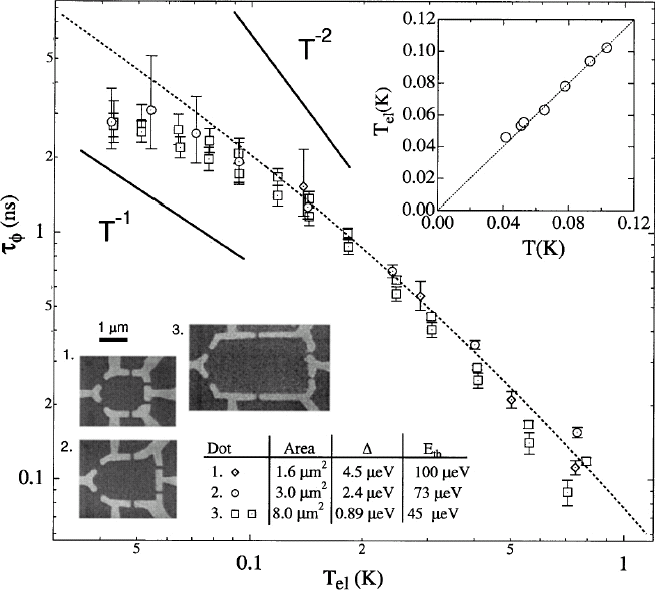 5
2
1
5
2
0.1
τϕ (ns)
T-2
T-1
0.12
0.10
0.08
0.06
0.04
0.02
0.00
Tel(K)
0.00 0.04 0.08 0.12
T(K)
1 μm
1.
2.
3.
Dot Area Δ Eth
1. ◇ 1.6 μm2 4.5 μeV 100 μeV
2. ○ 3.0 μm2 2.4 μeV 73 μeV
3. □ □ 8.0 μm2 0.89 μeV 45 μeV
5 0.1 2 5 1
Tel (K)